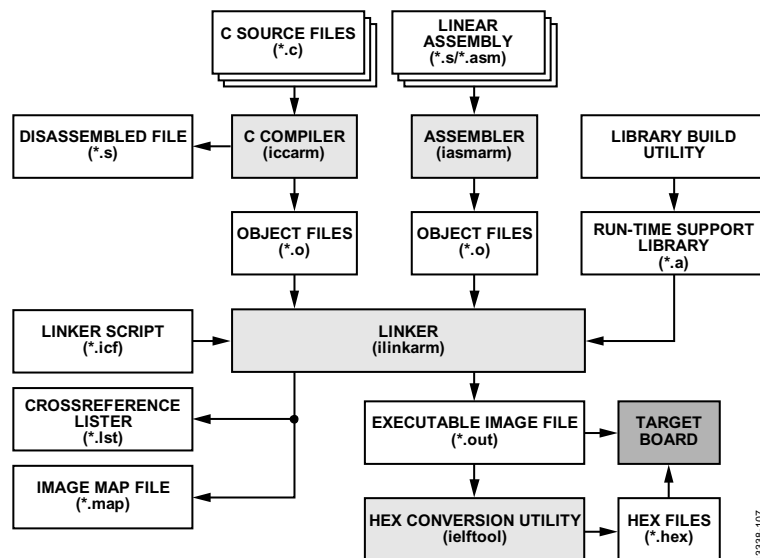 C SOURCE FILES
(*.c)
LINEAR
ASSEMBLY
(*.s/*.asm)
DISASSEMBLED FILE
(*.s)
C COMPILER
(iccarm)
ASSEMBLER
(iasmarm)
LIBRARY BUILD
UTILITY
OBJECT FILES
(*.o)
OBJECT FILES
(*.o)
RUN-TIME SUPPORT
LIBRARY
(*.a)
LINKER SCRIPT
(*.icf)
LINKER
(ilinkarm)
CROSSREFERENCE
LISTER
(*.lst)
EXECUTABLE IMAGE FILE
(*.out)
TARGET
BOARD
IMAGE MAP FILE
(*.map)
HEX CONVERSION UTILITY
(ielftool)
HEX FILES
(*.hex)